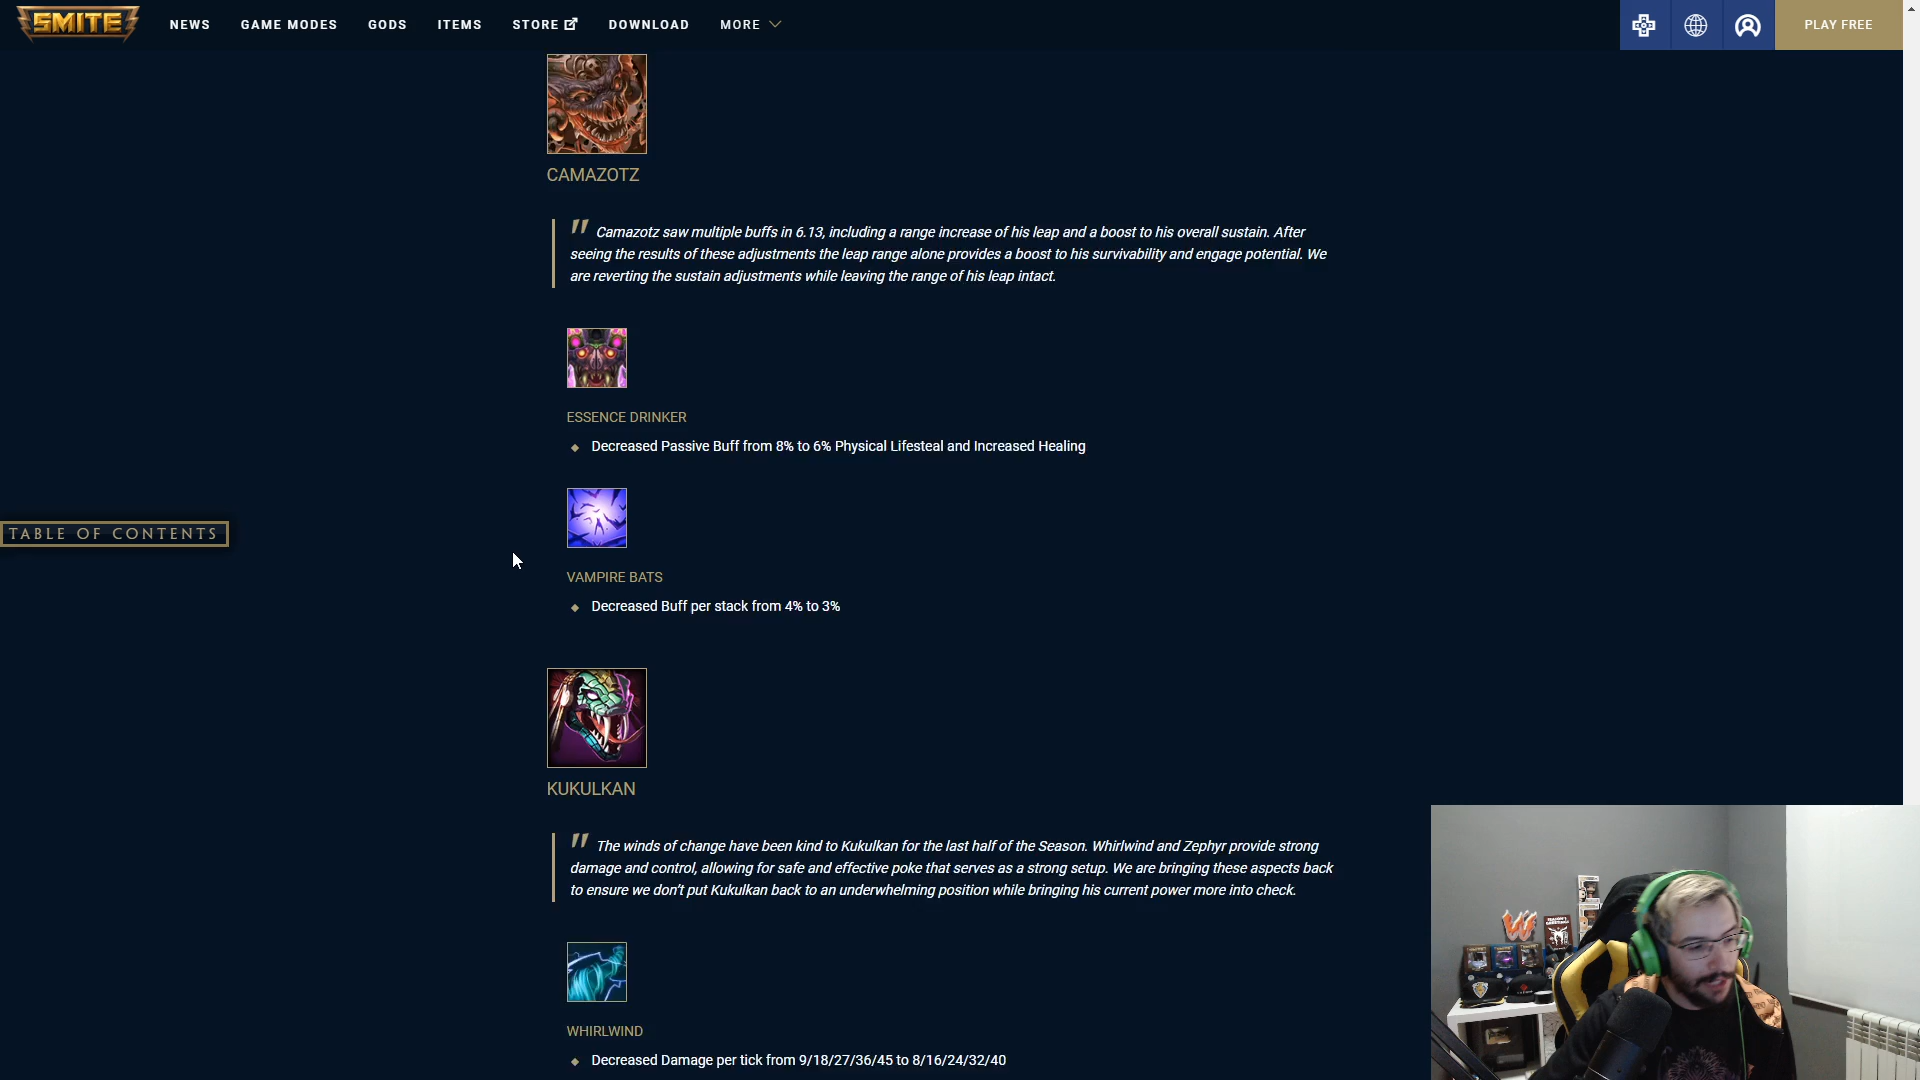 SMITE NEWS GAME MODES GODS ITEMS STORE DOWNLOAD MORE PLAY FREE
CAMAZOTZ
" Camazotz saw multiple buffs in 6.13, including a range increase of his leap and a boost to his overall sustain. After
seeing the results of these adjustments the leap range alone provides a boost to his survivability and engage potential. We
are reverting the sustain adjustments while leaving the range of his leap intact.
ESSENCE DRINKER
Decreased Passive Buff from 8% to 6% Physical Lifesteal and Increased Healing
TABLE OF CONTENTS
VAMPIRE BATS
Decreased Buff per stack from 4% to 3%
KUKULKAN
" The winds of change have been kind to Kukulkan for the last half of the Season. Whirlwind and Zephyr provide strong
damage and control, allowing for safe and effective poke that serves as a strong setup. We are bringing these aspects back
to ensure we don't put Kukulkan back to an underwhelming position while bringing his current power more into check.
WHIRLWIND
Decreased Damage per tick from 9/18/27/36/45 to 8/16/24/32/40